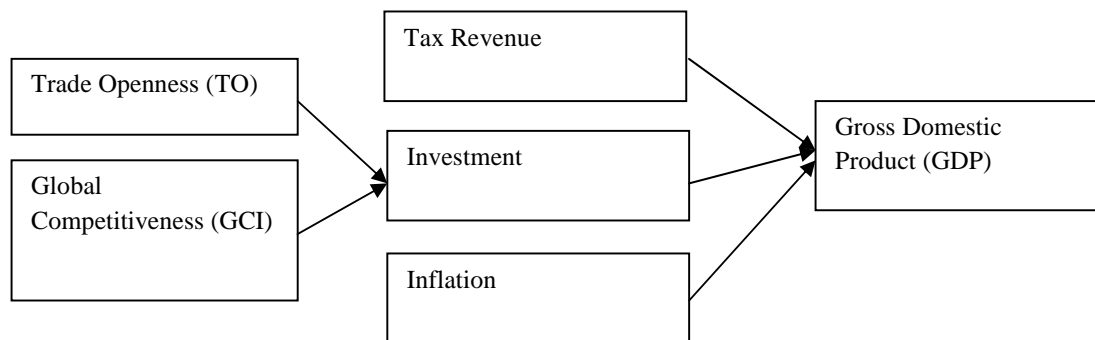 Tax Revenue
Trade Openness (TO)
Gross Domestic
Product (GDP)
Investment
Global
Competitiveness (GCI)
Inflation